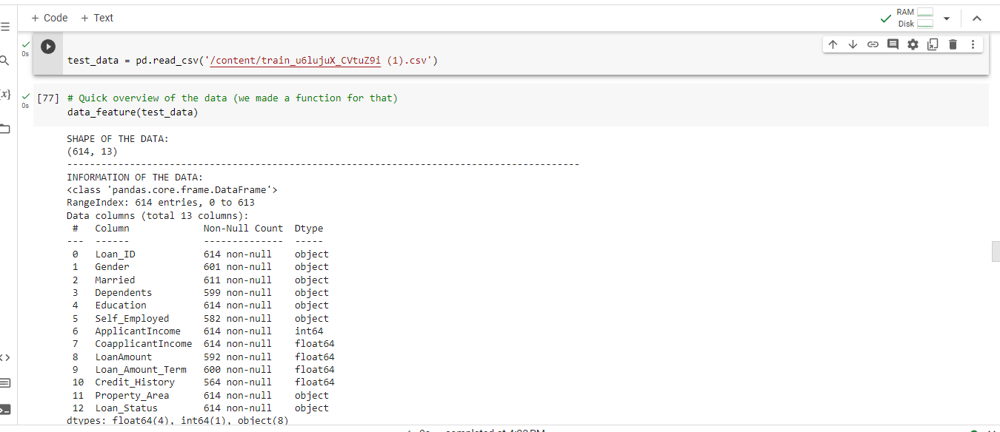 + Code + Text
RAM
Disk
0s
test_data = pd.read_csv('/content/train_u6lujuX_CVtuZ9i (1).csv')
[77] # Quick overview of the data (we made a function for that)
0s
data_feature(test_data)
SHAPE OF THE DATA:
(614, 13)
------------------------------------------------------------------------------------------
INFORMATION OF THE DATA:
<class 'pandas.core.frame.DataFrame'>
RangeIndex: 614 entries, 0 to 613
Data columns (total 13 columns):
 #   Column             Non-Null Count  Dtype
---  ------             --------------  -----
 0   Loan_ID            614 non-null    object
 1   Gender             601 non-null    object
 2   Married            611 non-null    object
 3   Dependents         599 non-null    object
 4   Education          614 non-null    object
 5   Self_Employed      582 non-null    object
 6   ApplicantIncome    614 non-null    int64
 7   CoapplicantIncome  614 non-null    float64
 8   LoanAmount         592 non-null    float64
 9   Loan_Amount_Term   600 non-null    float64
 10  Credit_History     564 non-null    float64
 11  Property_Area      614 non-null    object
 12  Loan_Status        614 non-null    object
dtypes: float64(4), int64(1), object(8)